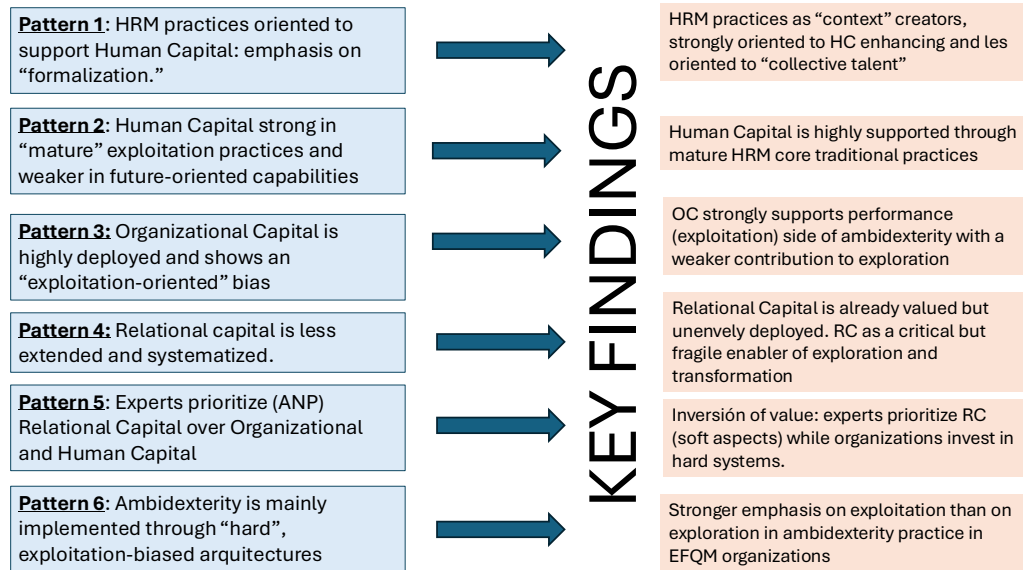 Pattern 1: HRM practices oriented to
support Human Capital: emphasis on
“formalization.”
HRM practices as “context” creators,
strongly oriented to HC enhancing and les
oriented to “collective talent”
Pattern 2: Human Capital strong in
“mature” exploitation practices and
weaker in future-oriented capabilities
Human Capital is highly supported through
mature HRM core traditional practices
Pattern 3: Organizational Capital is
highly deployed and shows an
“exploitation-oriented” bias
OC strongly supports performance
(exploitation) side of ambidexterity with a
weaker contribution to exploration
Pattern 4: Relational capital is less
extended and systematized.
Relational Capital is already valued but
unenvely deployed. RC as a critical but
fragile enabler of exploration and
transformation
Pattern 5: Experts prioritize (ANP)
Relational Capital over Organizational
and Human Capital
Inversión of value: experts prioritize RC
(soft aspects) while organizations invest in
hard systems.
Pattern 6: Ambidexterity is mainly
implemented through “hard”,
exploitation-biased arquitectures
Stronger emphasis on exploitation than on
exploration in ambidexterity practice in
EFQM organizations
KEY FINDINGS